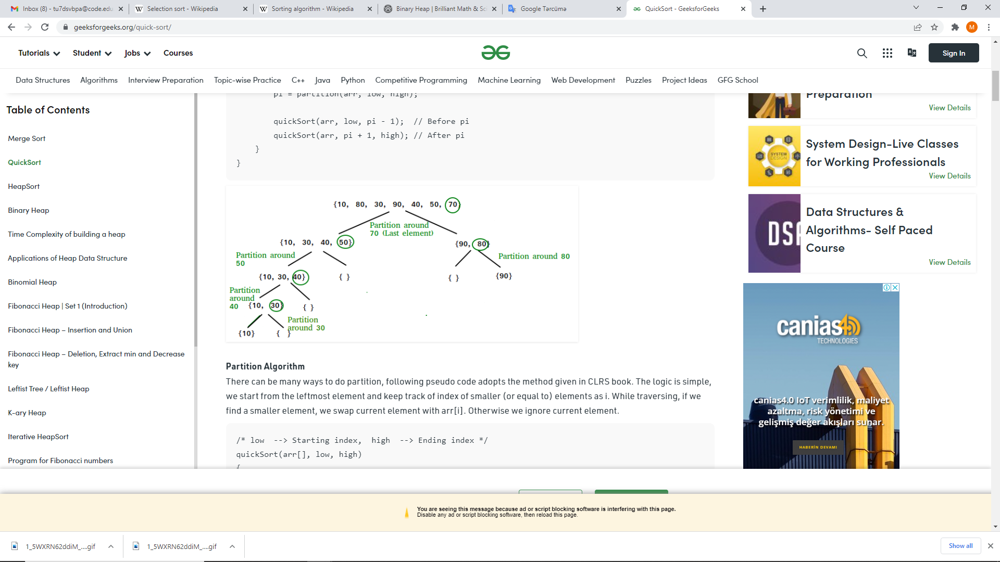 Inbox (8) - tu7dsvbpa@code.edu
Selection sort - Wikipedia
Sorting algorithm - Wikipedia
Binary Heap | Brilliant Math & Sc
Google Tərcümə
QuickSort - GeeksforGeeks
geeksforgeeks.org/quick-sort/
M
Tutorials Student Jobs Courses
Sign In
Data Structures Algorithms Interview Preparation Topic-wise Practice C++ Java Python Competitive Programming Machine Learning Web Development Puzzles Project Ideas GFG School
Table of Contents
Merge Sort
QuickSort
HeapSort
Binary Heap
Time Complexity of building a heap
Applications of Heap Data Structure
Binomial Heap
Fibonacci Heap | Set 1 (Introduction)
Fibonacci Heap – Insertion and Union
Fibonacci Heap – Deletion, Extract min and Decrease
key
Leftist Tree / Leftist Heap
K-ary Heap
Iterative HeapSort
Program for Fibonacci numbers
pi = partition(arr, low, high);
quickSort(arr, low, pi - 1);  // Before pi
quickSort(arr, pi + 1, high); // After pi
}
}
{10, 80, 30, 90, 40, 50, 70}
Partition around
70 (Last element)
{10, 30, 40, 50}
{90, 80}
Partition around
50
Partition around 80
{10, 30, 40}
{ }
{ }
{90}
Partition
around
40
{10, 30}
{ }
Partition
around 30
{10}
{ }
Partition Algorithm
There can be many ways to do partition, following pseudo code adopts the method given in CLRS book. The logic is simple,
we start from the leftmost element and keep track of index of smaller (or equal to) elements as i. While traversing, if we
find a smaller element, we swap current element with arr[i]. Otherwise we ignore current element.
/* low  --> Starting index,  high  --> Ending index */
quickSort(arr[], low, high)
{
Preparation
View Details
SYSTEM
DESIGN
System Design-Live Classes
for Working Professionals
View Details
DSA
Data Structures &
Algorithms- Self Paced
Course
View Details
canias4.0
TECHNOLOGIES
canias4.0 IoT verimlilik, maliyet
azaltma, risk yönetimi ve
gelişmiş değer akışları sunar.
HABERİN DEVAMI
You are seeing this message because ad or script blocking software is interfering with this page.
Disable any ad or script blocking software, then reload this page.
1_5WXRN62ddiM_....gif
1_5WXRN62ddiM_....gif
Show all